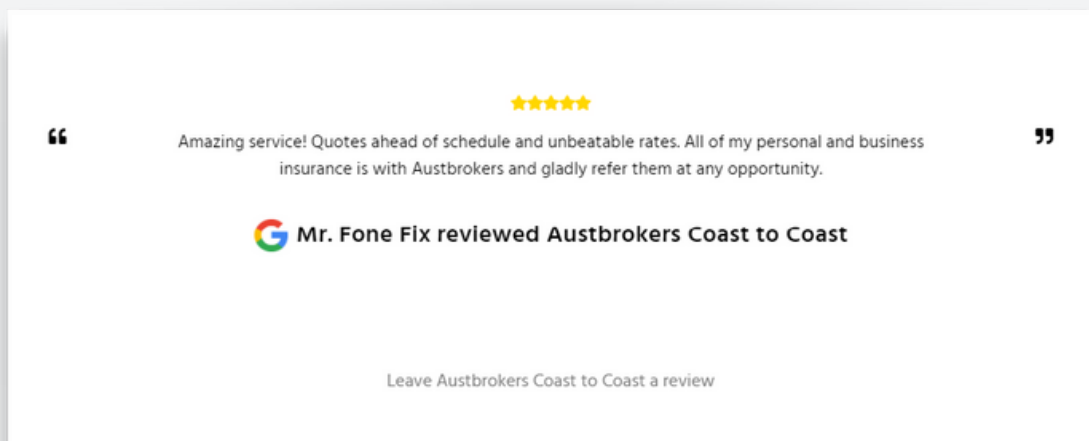 “
Amazing service! Quotes ahead of schedule and unbeatable rates. All of my personal and business
insurance is with Austbrokers and gladly refer them at any opportunity.
”
Mr. Fone Fix reviewed Austbrokers Coast to Coast
Leave Austbrokers Coast to Coast a review